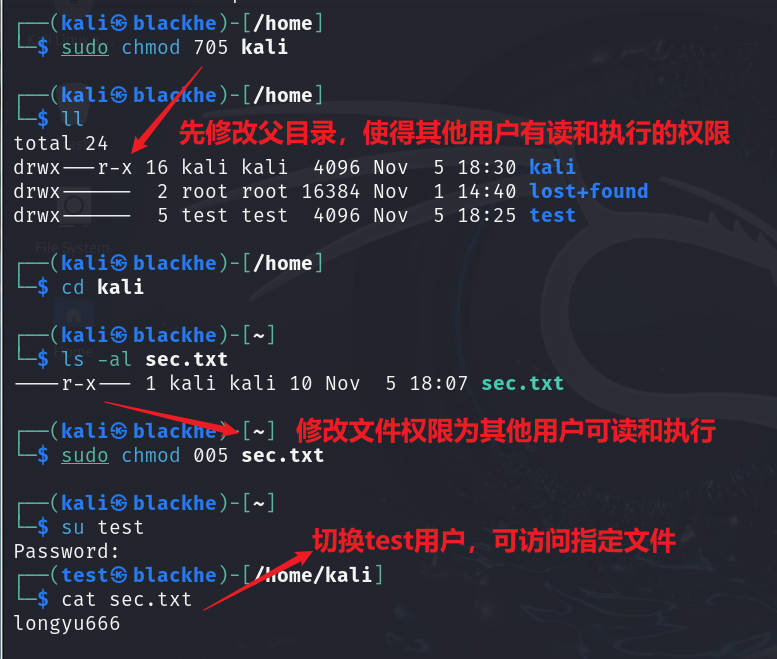 ┌──(kali㉿blackhe)-[/home]
└─$ sudo chmod 705 kali
┌──(kali㉿blackhe)-[/home]
└─$ ll
total 24
先修改父目录，使得其他用户有读和执行的权限
drwx---r-x 16 kali kali  4096 Nov  5 18:30 kali
drwx------  2 root root 16384 Nov  1 14:40 lost+found
drwx------  5 test test  4096 Nov  5 18:25 test
File System
┌──(kali㉿blackhe)-[/home]
└─$ cd kali
┌──(kali㉿blackhe)-[~]
└─$ ls -al sec.txt
----r-x--- 1 kali kali 10 Nov  5 18:07 sec.txt
┌──(kali㉿blackhe)-[~] 修改文件权限为其他用户可读和执行
└─$ sudo chmod 005 sec.txt
┌──(kali㉿blackhe)-[~]
└─$ su test
切换test用户，可访问指定文件
Password:
┌──(test㉿blackhe)-[/home/kali]
└─$ cat sec.txt
longyu666